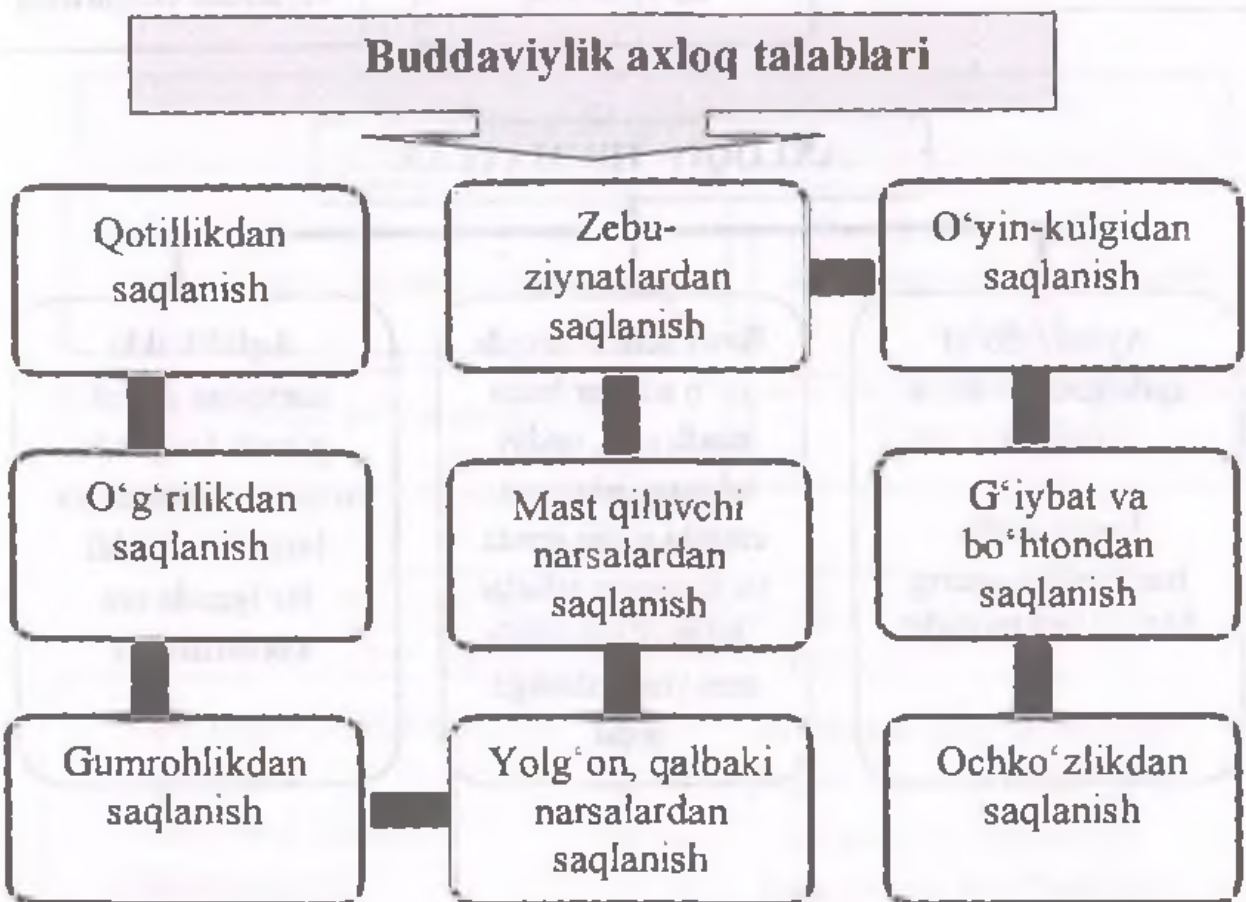 Buddaviylik axloq talablari
Qotillikdan
saqlanish
Zebu-
ziynatlardan
saqlanish
O‘yin-kulgidan
saqlanish
O‘g‘rilikdan
saqlanish
Mast qiluvchi
narsalardan
saqlanish
G‘iybat va
bo‘htondan
saqlanish
Gumrohlikdan
saqlanish
Yolg‘on, qalbaki
narsalardan
saqlanish
Ochko‘zlikdan
saqlanish